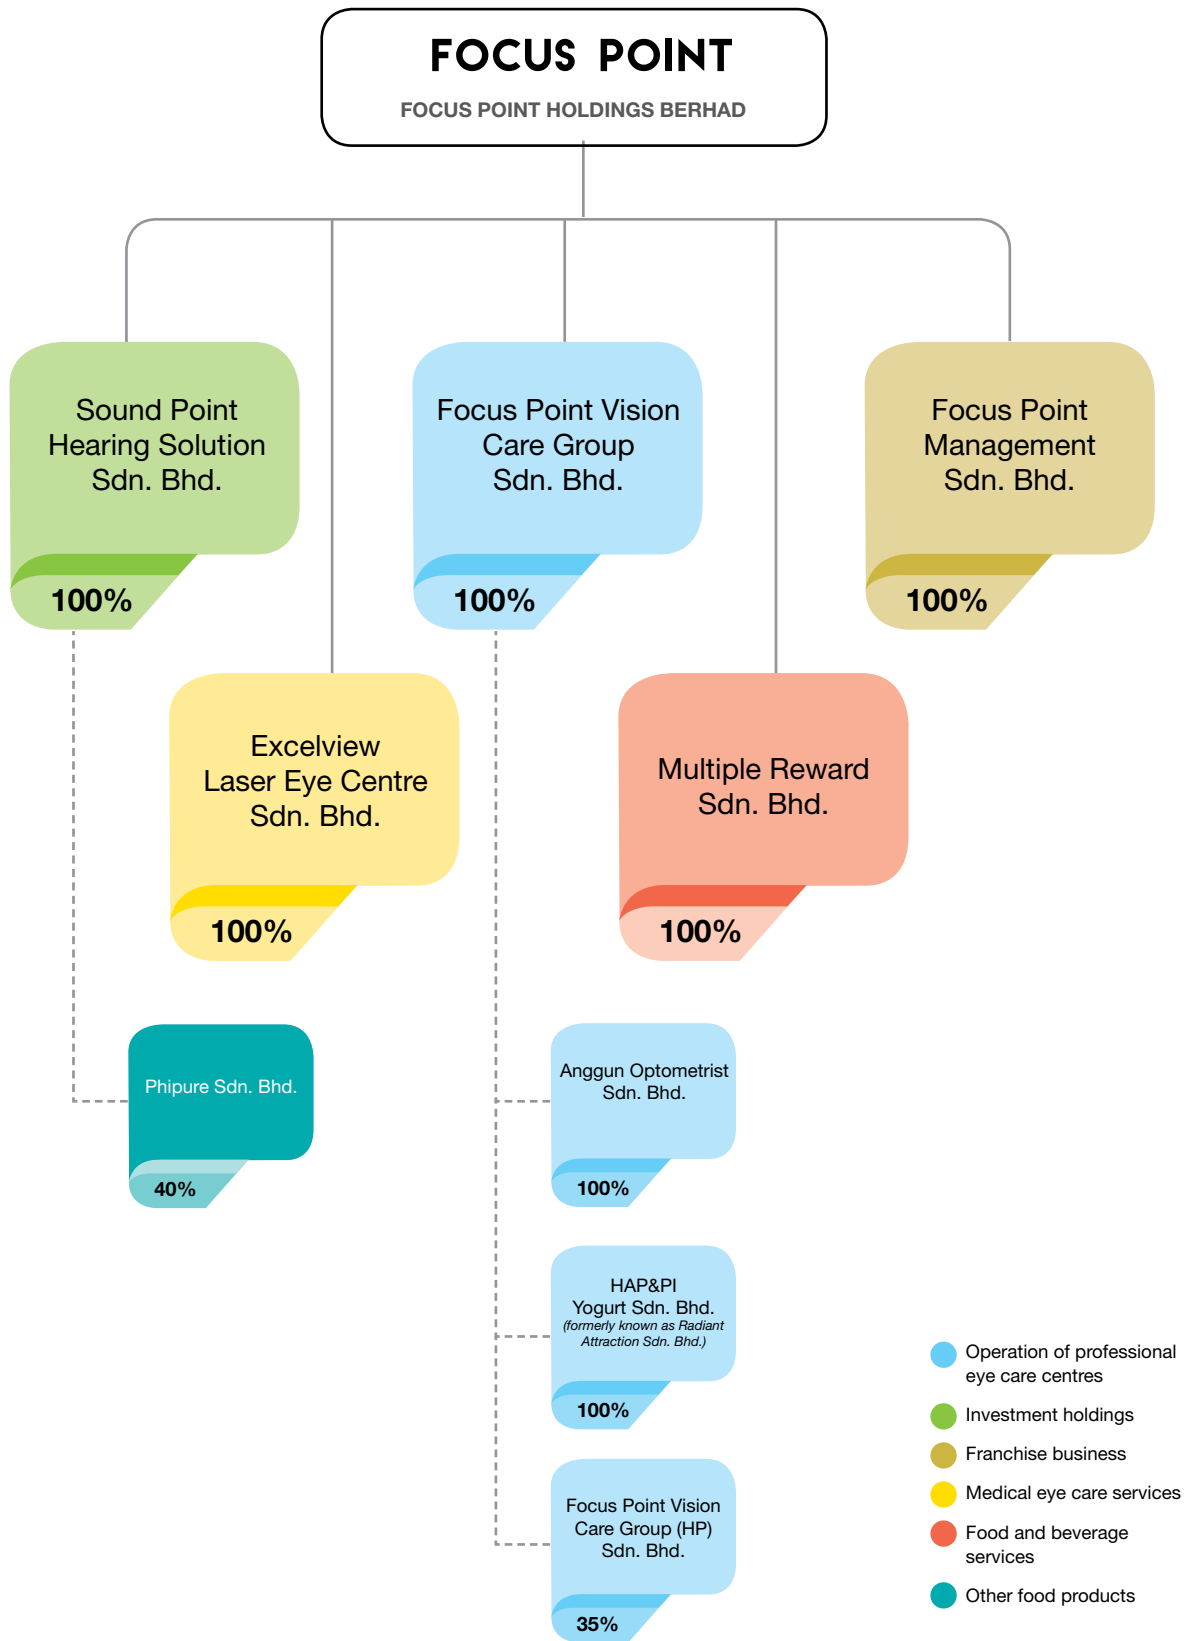 FOCUS POINT
FOCUS POINT HOLDINGS BERHAD
Sound Point
Hearing Solution
Sdn. Bhd.
100%
Focus Point Vision
Care Group
Sdn. Bhd.
100%
Focus Point
Management
Sdn. Bhd.
100%
Excelview
Laser Eye Centre
Sdn. Bhd.
100%
Multiple Reward
Sdn. Bhd.
100%
Phipure Sdn. Bhd.
40%
Anggun Optometrist
Sdn. Bhd.
100%
HAP&PI
Yogurt Sdn. Bhd.
(formerly known as Radiant
Attraction Sdn. Bhd.)
100%
Focus Point Vision
Care Group (HP)
Sdn. Bhd.
35%
Operation of professional
eye care centres
Investment holdings
Franchise business
Medical eye care services
Food and beverage
services
Other food products